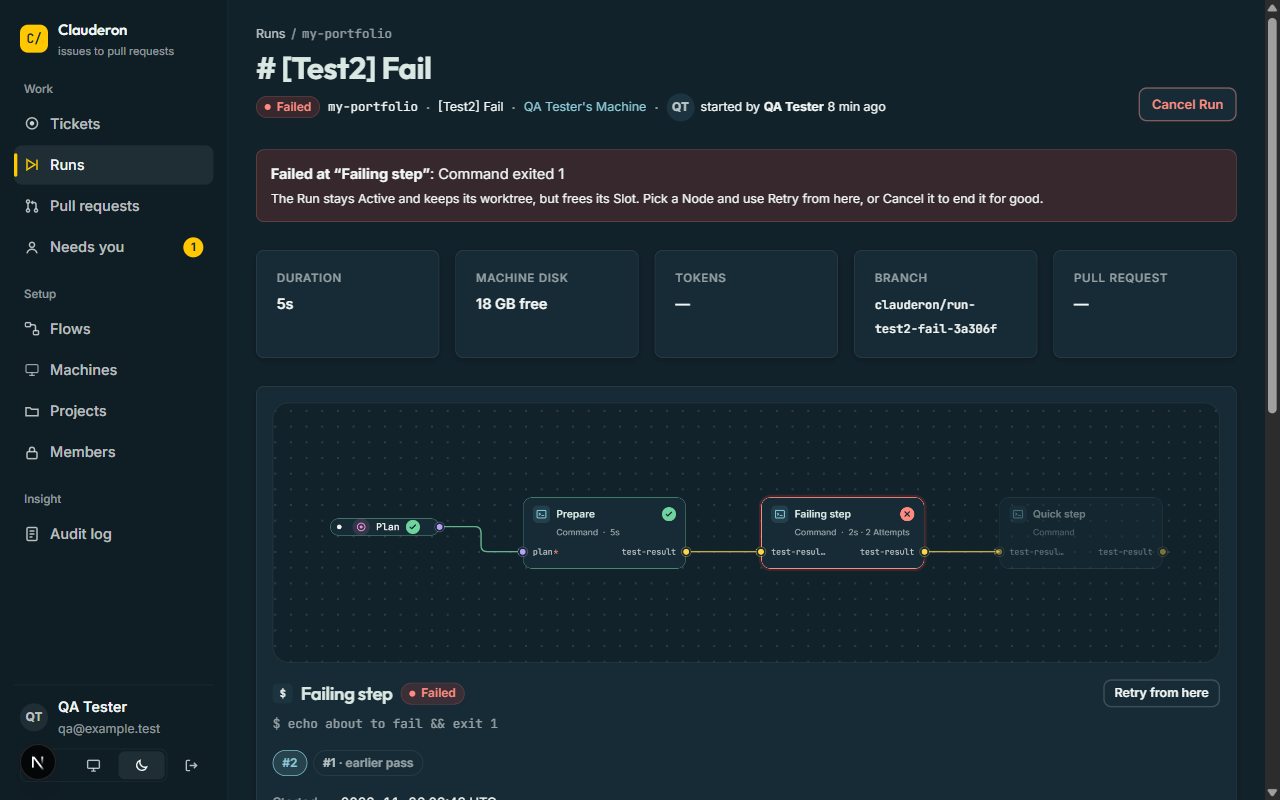 C/
Clauderon
issues to pull requests
Work
Tickets
Runs
Pull requests
Needs you
1
Setup
Flows
Machines
Projects
Members
Insight
Audit log
QT
QA Tester
qa@example.test
N
Runs / my-portfolio
# [Test2] Fail
Failed my-portfolio · [Test2] Fail · QA Tester's Machine · QT started by QA Tester 8 min ago
Cancel Run
Failed at “Failing step”: Command exited 1
The Run stays Active and keeps its worktree, but frees its Slot. Pick a Node and use Retry from here, or Cancel it to end it for good.
DURATION
5s
MACHINE DISK
18 GB free
TOKENS
—
BRANCH
clauderon/run-
test2-fail-3a306f
PULL REQUEST
—
Plan
Prepare
Command · 5s
plan* test-result
Failing step
Command · 2s · 2 Attempts
test-resul… test-result
Quick step
Command
test-resul… test-result
$ Failing step Failed
Retry from here
$ echo about to fail && exit 1
#2 #1 · earlier pass